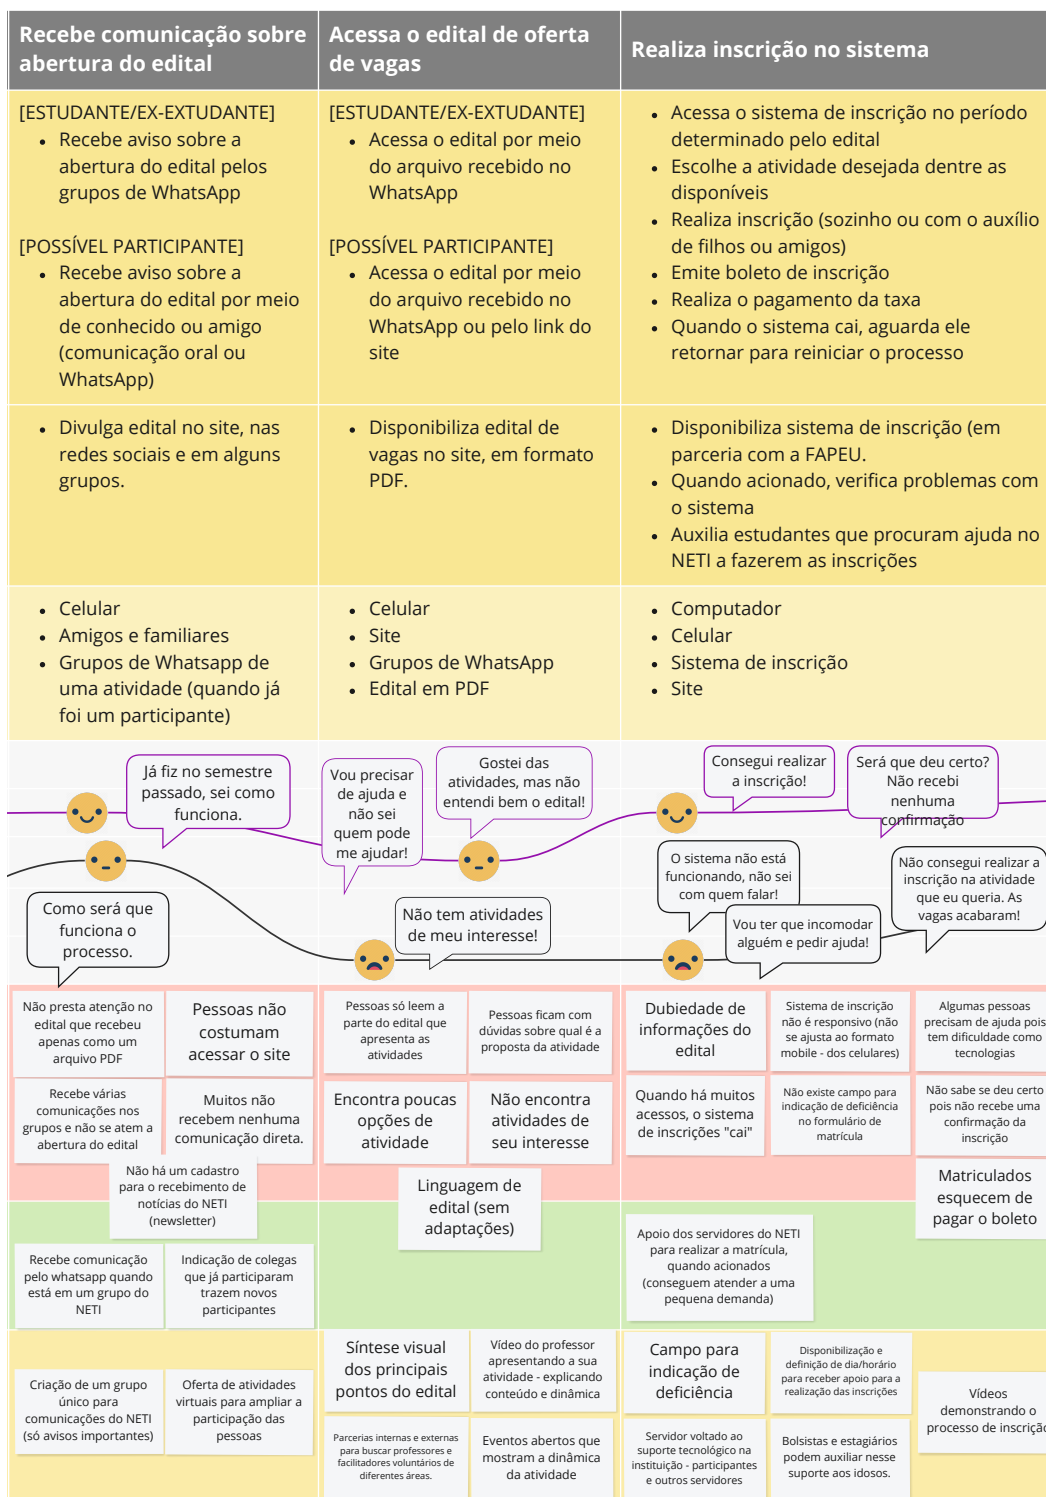 Recebe comunicação sobre
abertura do edital
Acessa o edital de oferta
de vagas
Realiza inscrição no sistema
[ESTUDANTE/EX-EXTUDANTE]
• Recebe aviso sobre a
abertura do edital pelos
grupos de WhatsApp
[POSSÍVEL PARTICIPANTE]
• Recebe aviso sobre a
abertura do edital por meio
de conhecido ou amigo
(comunicação oral ou
WhatsApp)
[ESTUDANTE/EX-EXTUDANTE]
• Acessa o edital por meio
do arquivo recebido no
WhatsApp
[POSSÍVEL PARTICIPANTE]
• Acessa o edital por meio
do arquivo recebido no
WhatsApp ou pelo link do
site
• Acessa o sistema de inscrição no período
determinado pelo edital
• Escolhe a atividade desejada dentre as
disponíveis
• Realiza inscrição (sozinho ou com o auxílio
de filhos ou amigos)
• Emite boleto de inscrição
• Realiza o pagamento da taxa
• Quando o sistema cai, aguarda ele
retornar para reiniciar o processo
• Divulga edital no site, nas
redes sociais e em alguns
grupos.
• Disponibiliza edital de
vagas no site, em formato
PDF.
• Disponibiliza sistema de inscrição (em
parceria com a FAPEU.
• Quando acionado, verifica problemas com
o sistema
• Auxilia estudantes que procuram ajuda no
NETI a fazerem as inscrições
• Celular
• Amigos e familiares
• Grupos de Whatsapp de
uma atividade (quando já
foi um participante)
• Celular
• Site
• Grupos de WhatsApp
• Edital em PDF
• Computador
• Celular
• Sistema de inscrição
• Site
Já fiz no semestre
passado, sei como
funciona.
Vou precisar
de ajuda e
não sei
quem pode
me ajudar!
Gostei das
atividades, mas não
entendi bem o edital!
Consegui realizar
a inscrição!
Será que deu certo?
Não recebi
nenhuma
confirmação
Como será que
funciona o
processo.
Não tem atividades
de meu interesse!
O sistema não está
funcionando, não sei
com quem falar!
Vou ter que incomodar
alguém e pedir ajuda!
Não consegui realizar a
inscrição na atividade
que eu queria. As
vagas acabaram!
Não presta atenção no
edital que recebeu
apenas como um
arquivo PDF
Pessoas não
costumam
acessar o site
Recebe várias
comunicações nos
grupos e não se atem a
abertura do edital
Muitos não
recebem nenhuma
comunicação direta.
Não há um cadastro
para o recebimento de
notícias do NETI
(newsletter)
Pessoas só leem a
parte do edital que
apresenta as
atividades
Pessoas ficam com
dúvidas sobre qual é a
proposta da atividade
Encontra poucas
opções de
atividade
Não encontra
atividades de
seu interesse
Linguagem de
edital (sem
adaptações)
Dubiedade de
informações do
edital
Sistema de inscrição
não é responsivo (não
se ajusta ao formato
mobile - dos celulares)
Algumas pessoas
precisam de ajuda pois
tem dificuldade como
tecnologias
Quando há muitos
acessos, o sistema
de inscrições "cai"
Não existe campo para
indicação de deficiência
no formulário de
matrícula
Não sabe se deu certo
pois não recebe uma
confirmação da
inscrição
Matriculados
esquecem de
pagar o boleto
Recebe comunicação
pelo whatsapp quando
está em um grupo do
NETI
Indicação de colegas
que já participaram
trazem novos
participantes
Apoio dos servidores do NETI
para realizar a matrícula,
quando acionados
(conseguem atender a uma
pequena demanda)
Criação de um grupo
único para
comunicações do NETI
(só avisos importantes)
Oferta de atividades
virtuais para ampliar a
participação das
pessoas
Síntese visual
dos principais
pontos do edital
Vídeo do professor
apresentando a sua
atividade - explicando
conteúdo e dinâmica
Parcerias internas e externas
para buscar professores e
facilitadores voluntários de
diferentes áreas.
Eventos abertos que
mostram a dinâmica
da atividade
Campo para
indicação de
deficiência
Disponibilização e
definição de dia/horário
para receber apoio para a
realização das inscrições
Vídeos
demonstrando o
processo de inscrição
Servidor voltado ao
suporte tecnológico na
instituição - participantes
e outros servidores
Bolsistas e estagiários
podem auxiliar nesse
suporte aos idosos.